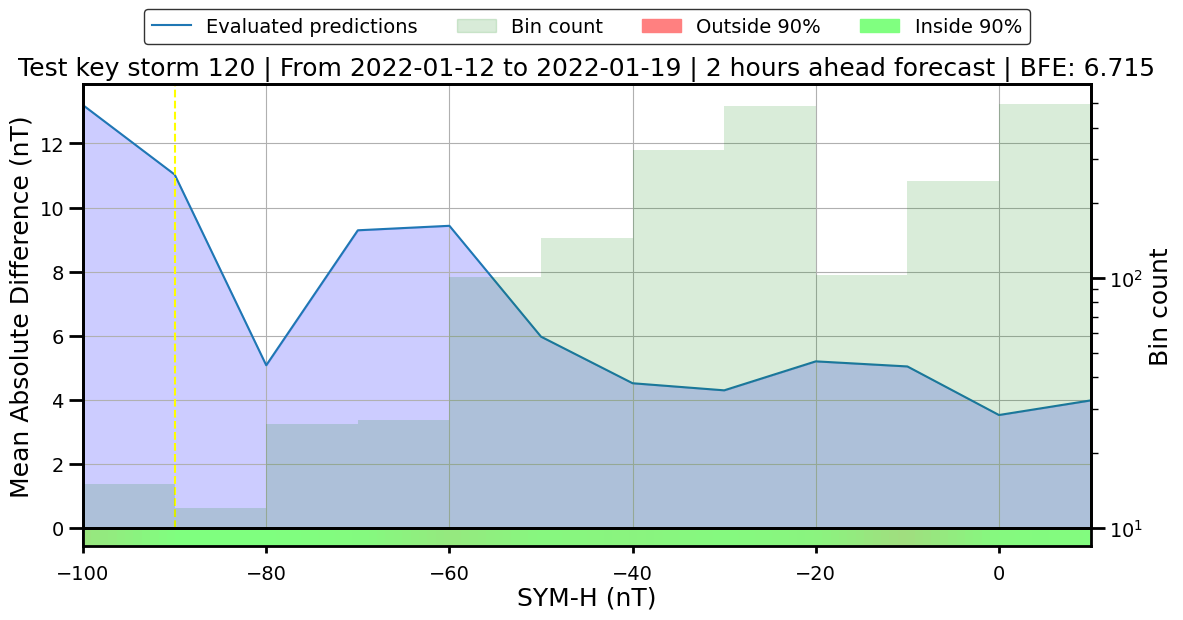 Evaluated predictions Bin count Outside 90% Inside 90%
Test key storm 120 | From 2022-01-12 to 2022-01-19 | 2 hours ahead forecast | BFE: 6.715
Mean Absolute Difference (nT)
12
10
8
6
4
2
0
10²
10¹
Bin count
−100 −80 −60 −40 −20 0
SYM-H (nT)